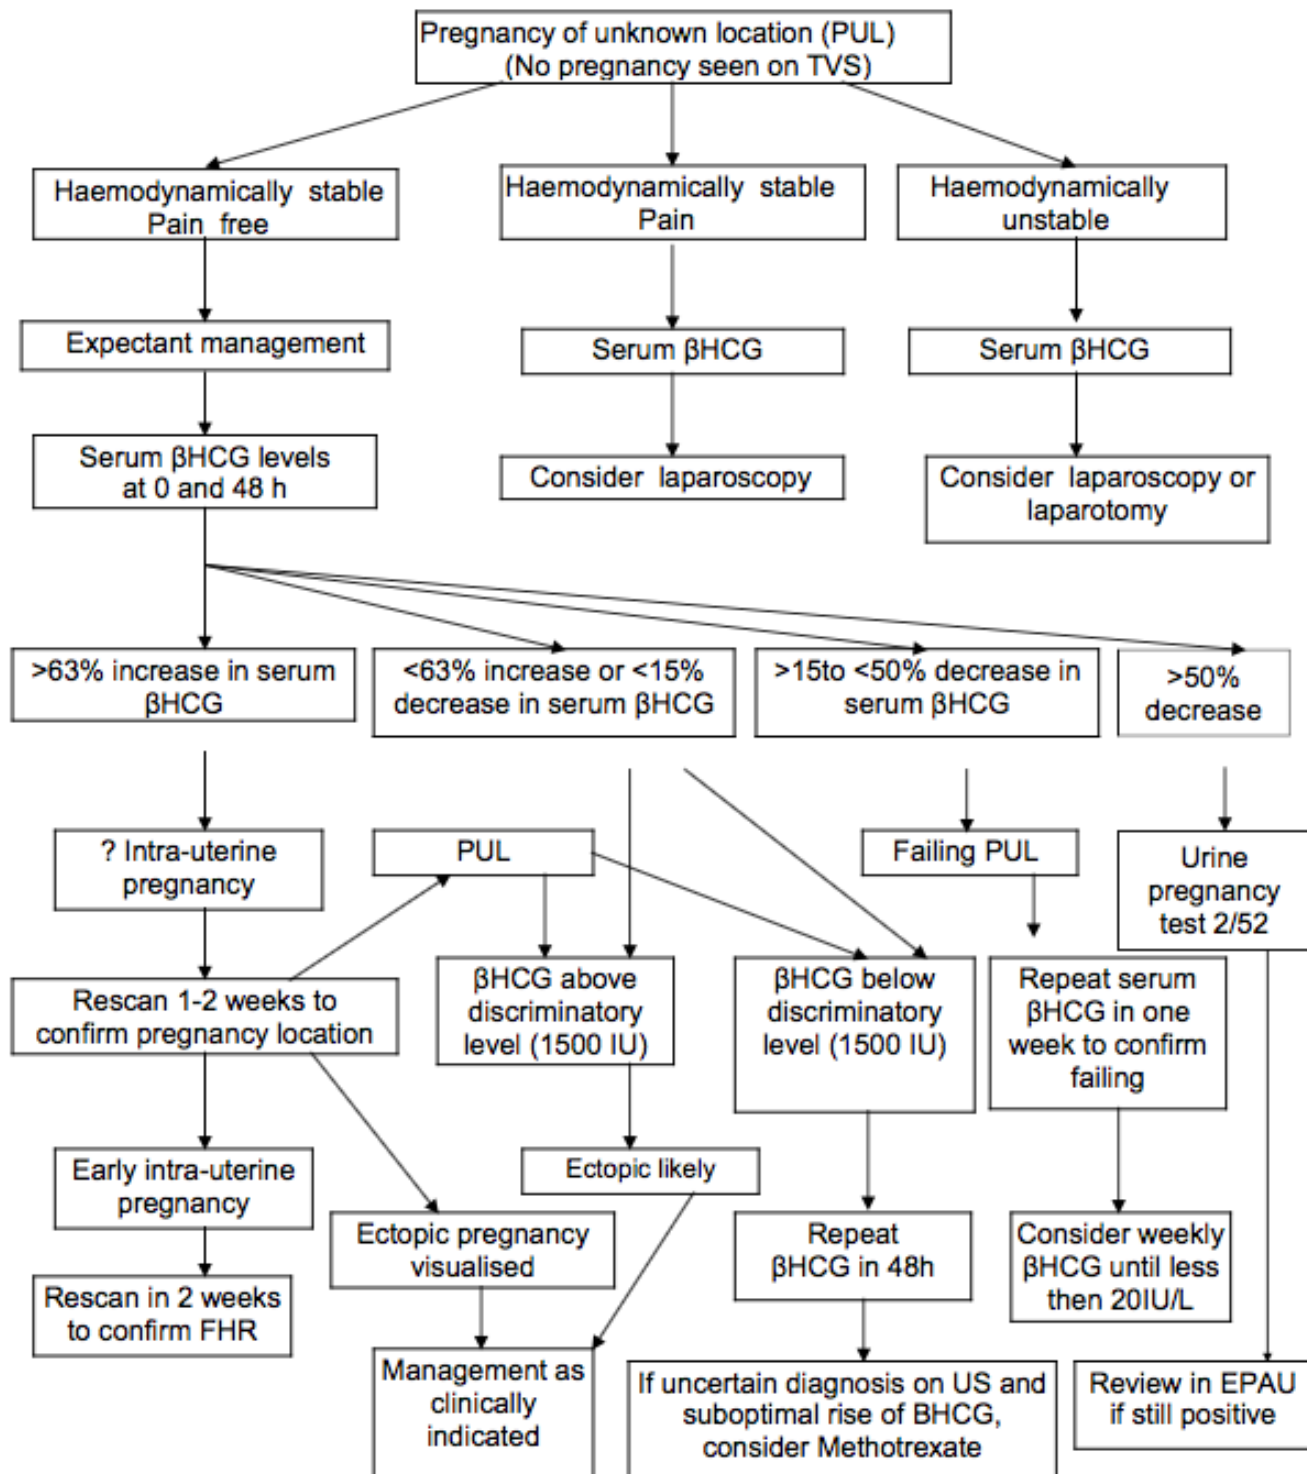 Pregnancy of unknown location (PUL)
(No pregnancy seen on TVS)
Haemodynamically stable
Pain free
Haemodynamically stable
Pain
Haemodynamically
unstable
Expectant management
Serum βHCG
Serum βHCG
Serum βHCG levels
at 0 and 48 h
Consider laparoscopy
Consider laparoscopy or
laparotomy
>63% increase in serum
βHCG
<63% increase or <15%
decrease in serum βHCG
>15to <50% decrease in
serum βHCG
>50%
decrease
? Intra-uterine
pregnancy
PUL
Failing PUL
Urine
pregnancy
test 2/52
Rescan 1-2 weeks to
confirm pregnancy location
βHCG above
discriminatory
level (1500 IU)
βHCG below
discriminatory
level (1500 IU)
Repeat serum
βHCG in one
week to confirm
failing
Early intra-uterine
pregnancy
Ectopic likely
Ectopic pregnancy
visualised
Repeat
βHCG in 48h
Consider weekly
βHCG until less
then 20IU/L
Rescan in 2 weeks
to confirm FHR
Management as
clinically
indicated
If uncertain diagnosis on US and
suboptimal rise of BHCG,
consider Methotrexate
Review in EPAU
if still positive